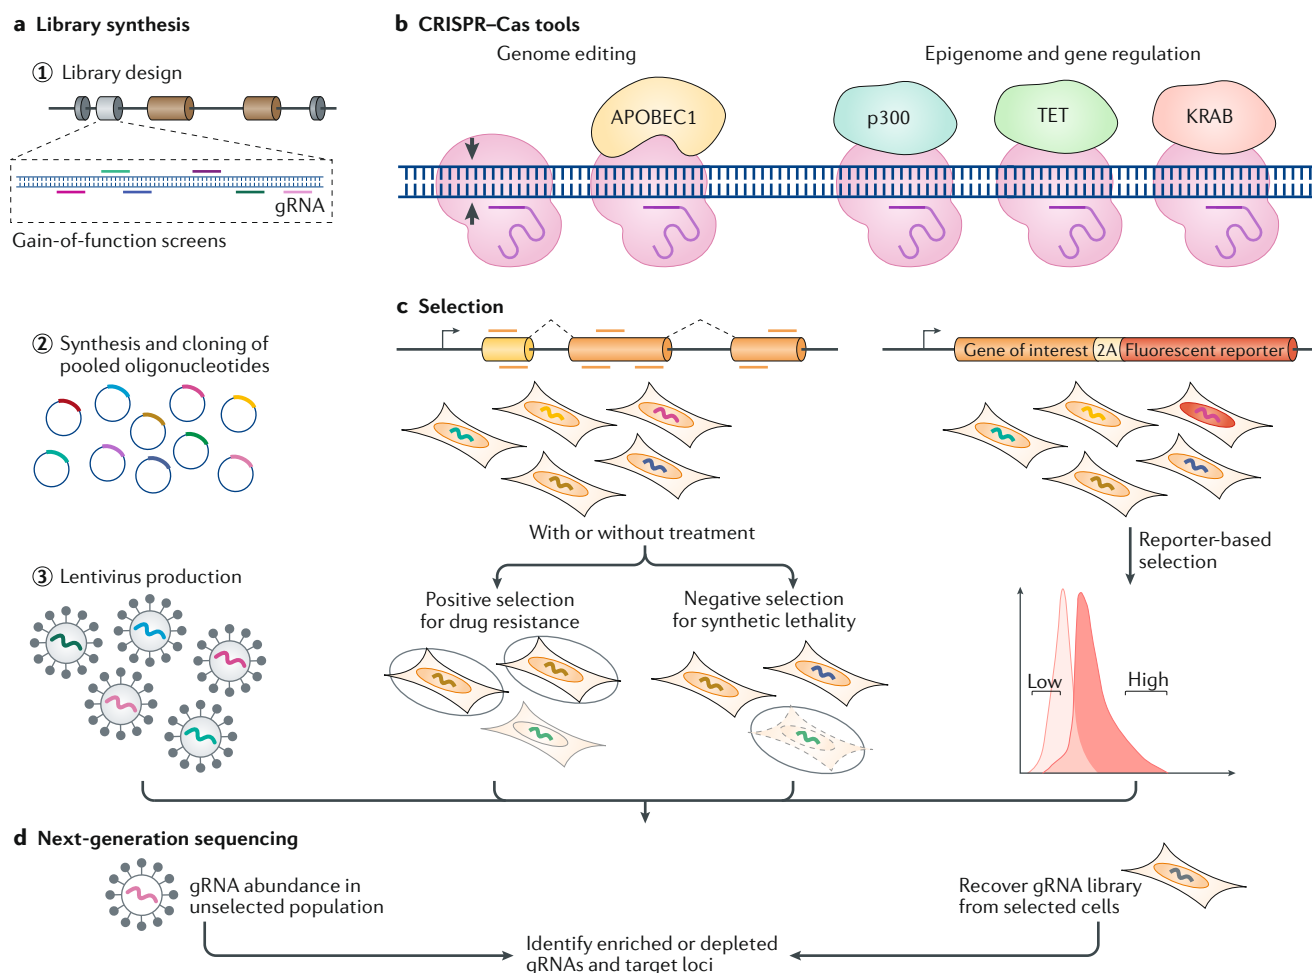 a Library synthesis
1 Library design
gRNA
Gain-of-function screens
2 Synthesis and cloning of
pooled oligonucleotides
3 Lentivirus production
b CRISPR–Cas tools
Genome editing
Epigenome and gene regulation
APOBEC1
p300
TET
KRAB
c Selection
Gene of interest
2A
Fluorescent reporter
With or without treatment
Positive selection
for drug resistance
Negative selection
for synthetic lethality
Reporter-based
selection
Low
High
d Next-generation sequencing
gRNA abundance in
unselected population
Recover gRNA library
from selected cells
Identify enriched or depleted
gRNAs and target loci